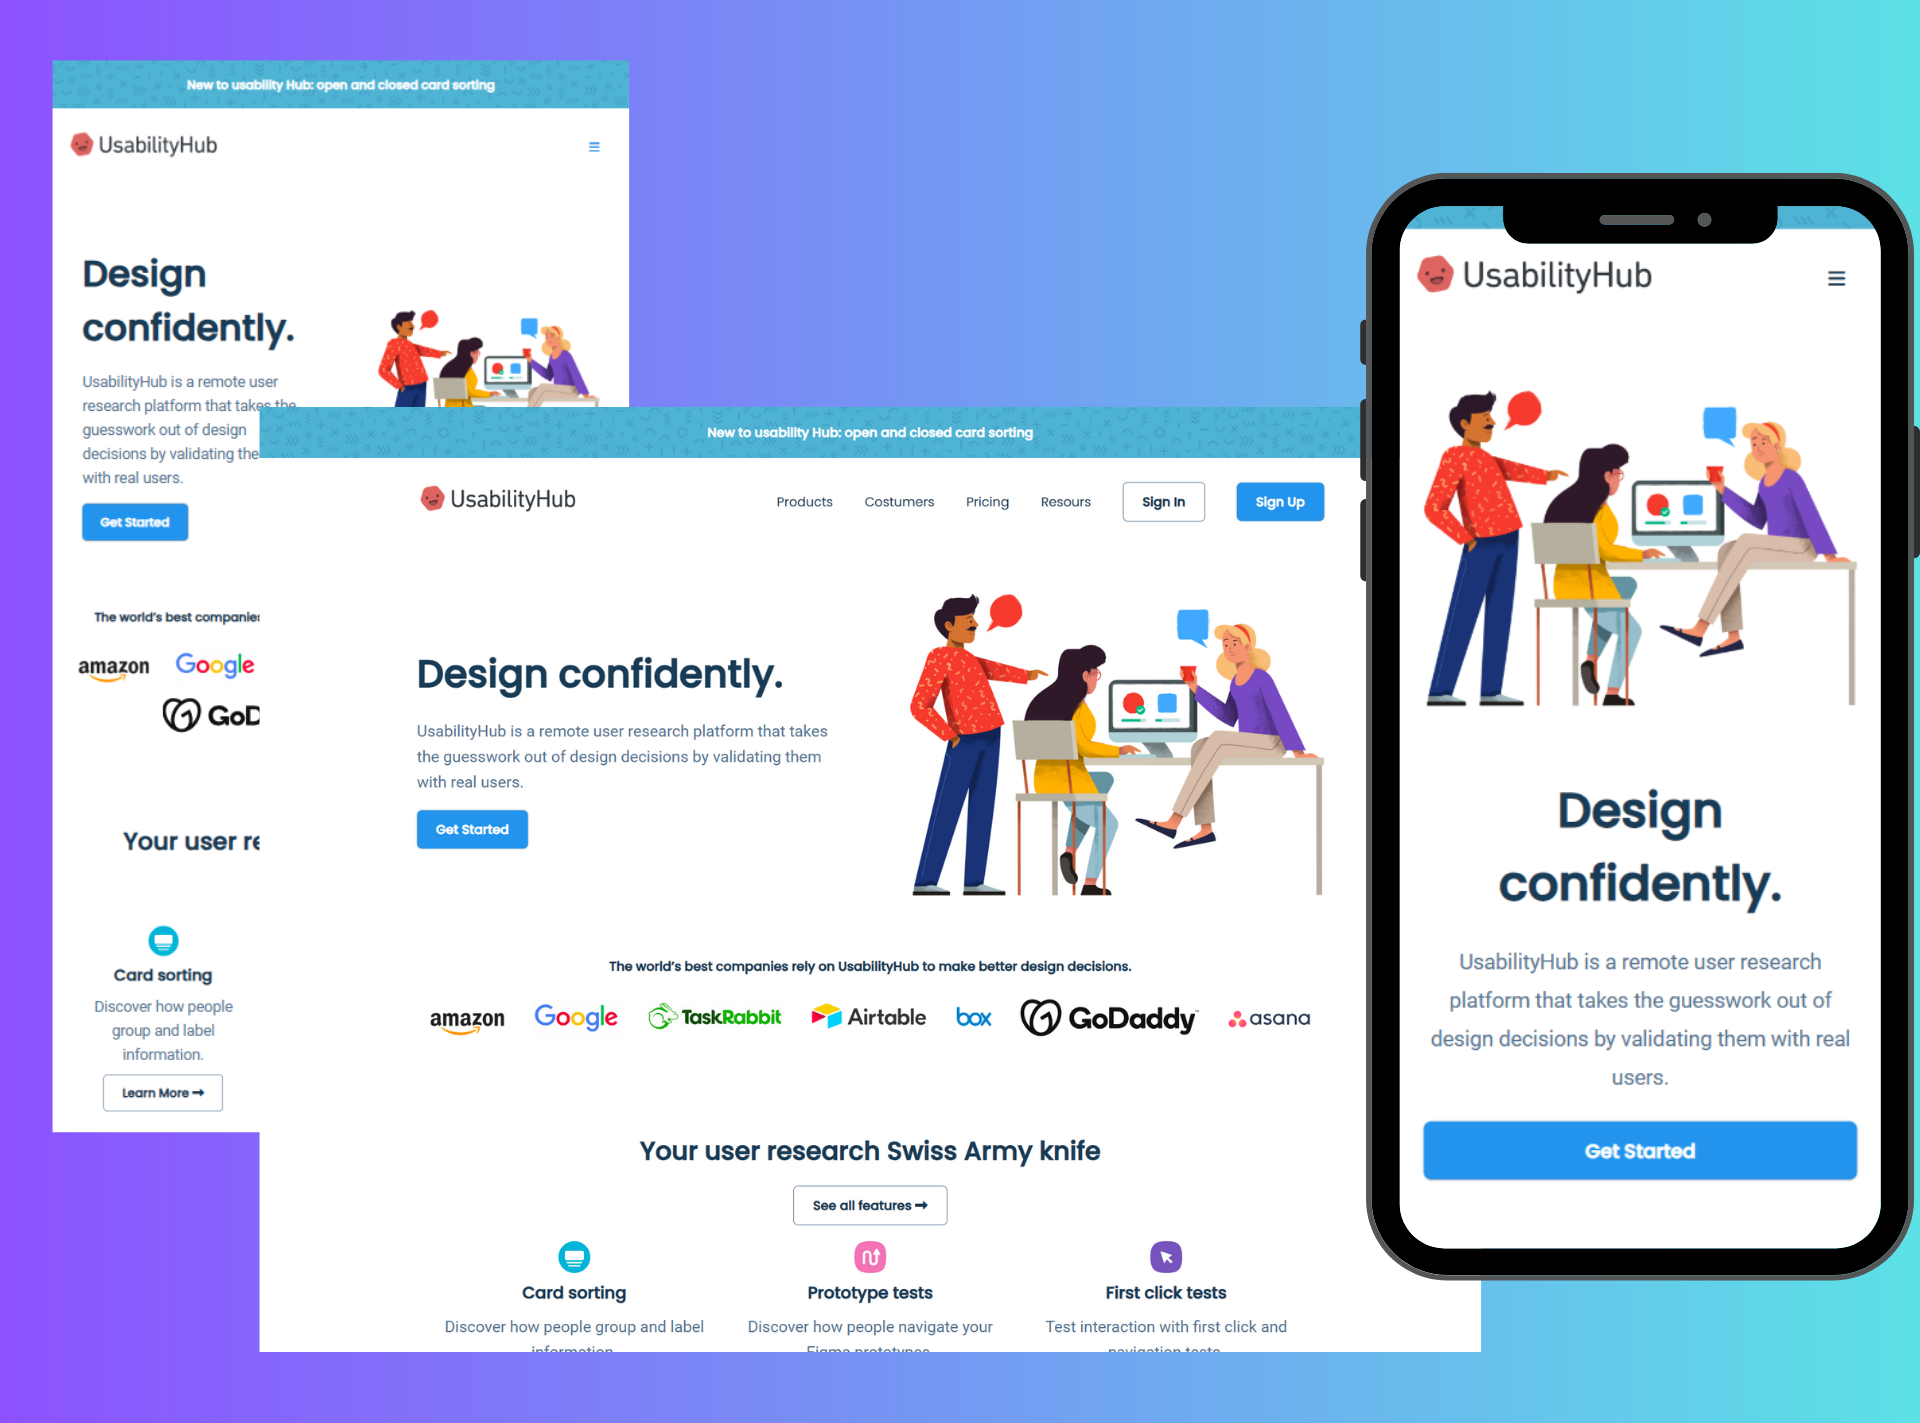 New to usability Hub: open and closed card sorting
UsabilityHub
Design
confidently.
UsabilityHub is a remote user
research platform that takes the
guesswork out of design
decisions by validating the
with real users.
Get Started
The world's best companies
amazon
Google
GoD
Your user re
Card sorting
Discover how people
group and label
information.
Learn More ➞
New to usability Hub: open and closed card sorting
UsabilityHub
Products Costumers Pricing Resours Sign In Sign Up
Design confidently.
UsabilityHub is a remote user research platform that takes
the guesswork out of design decisions by validating them
with real users.
Get Started
The world's best companies rely on UsabilityHub to make better design decisions.
amazon Google TaskRabbit Airtable box GoDaddy asana
Your user research Swiss Army knife
See all features ➞
Card sorting
Discover how people group and label
information.
Prototype tests
Discover how people navigate your
Figma prototypes.
First click tests
Test interaction with first click and
navigation tests.
UsabilityHub
Design
confidently.
UsabilityHub is a remote user research
platform that takes the guesswork out of
design decisions by validating them with real
users.
Get Started